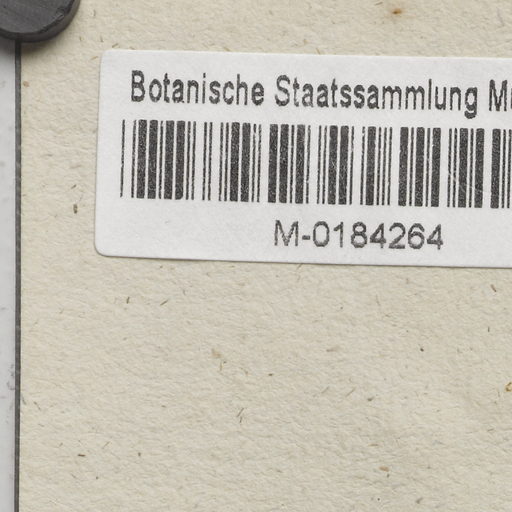 Botanische Staatssammlung
M-0184264